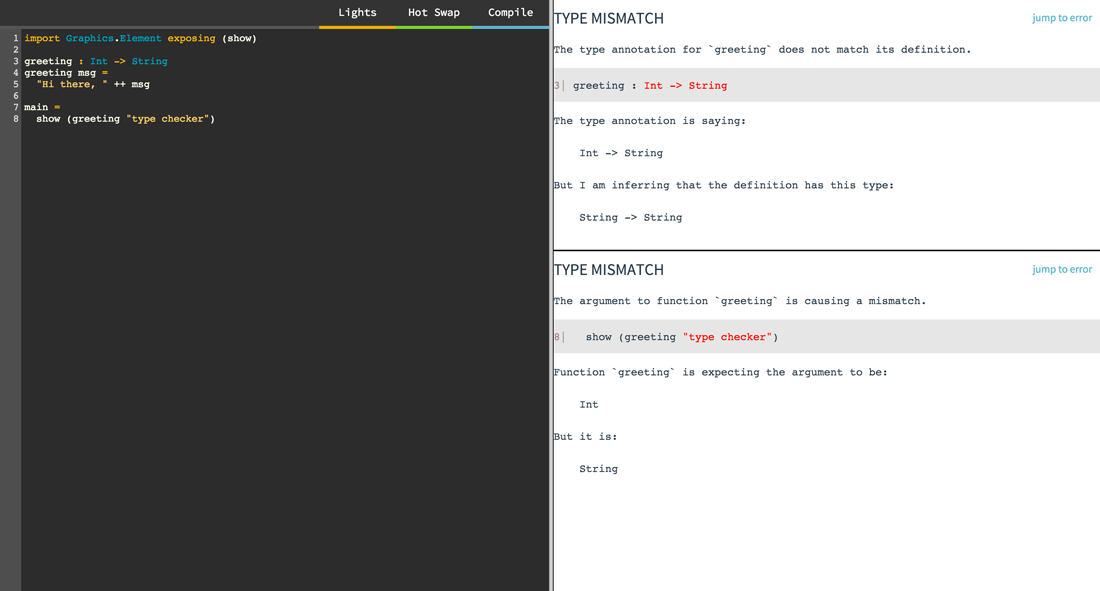 Lights Hot Swap Compile
1 import Graphics.Element exposing (show)
2
3 greeting : Int -> String
4 greeting msg =
5   "Hi there, " ++ msg
6
7 main =
8   show (greeting "type checker")
TYPE MISMATCH jump to error
The type annotation for `greeting` does not match its definition.
3| greeting : Int -> String
The type annotation is saying:
Int -> String
But I am inferring that the definition has this type:
String -> String
TYPE MISMATCH jump to error
The argument to function `greeting` is causing a mismatch.
8|   show (greeting "type checker")
Function `greeting` is expecting the argument to be:
Int
But it is:
String